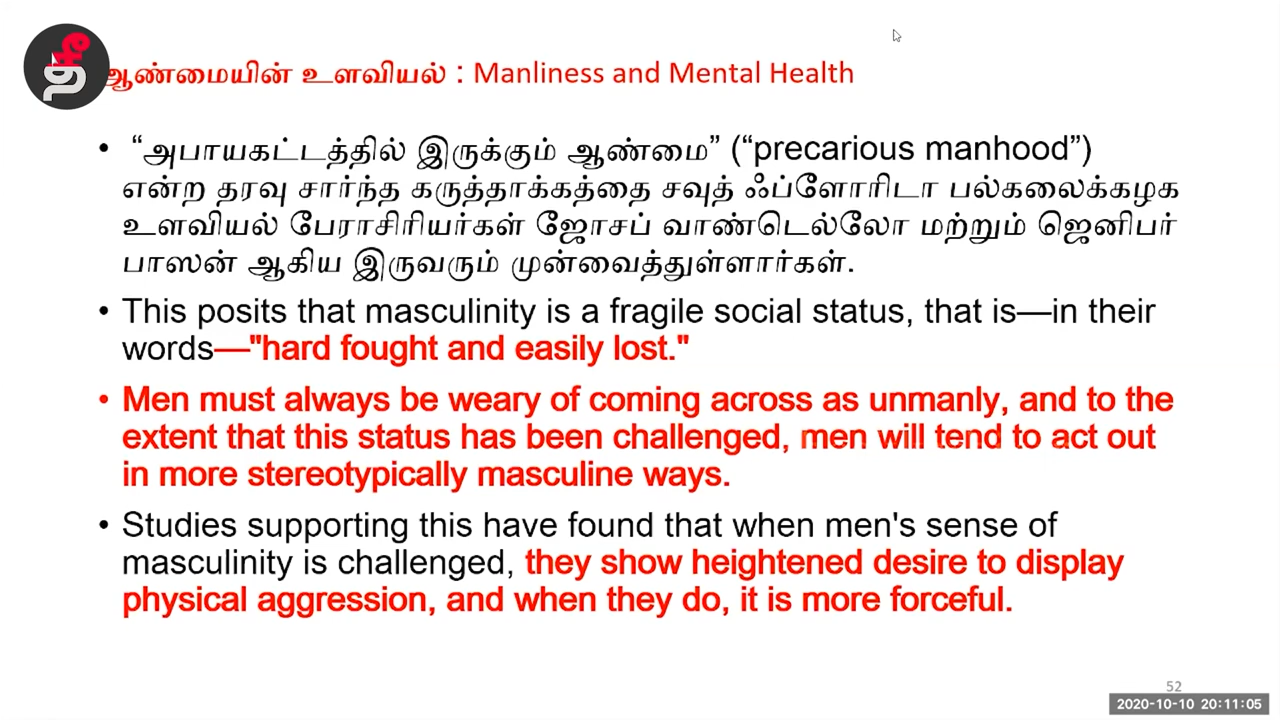 ஆண்மையின் உளவியல் : Manliness and Mental Health
• “அபாயகட்டத்தில் இருக்கும் ஆண்மை” (“precarious manhood”)
என்ற தரவு சார்ந்த கருத்தாக்கத்தை சவுத் ஃப்ளோரிடா பல்கலைக்கழக
உளவியல் பேராசிரியர்கள் ஜோசப் வாண்டெல்லோ மற்றும் ஜெனிபர்
பாஸன் ஆகிய இருவரும் முன்வைத்துள்ளார்கள்.
• This posits that masculinity is a fragile social status, that is—in their
words—"hard fought and easily lost."
• Men must always be weary of coming across as unmanly, and to the
extent that this status has been challenged, men will tend to act out
in more stereotypically masculine ways.
• Studies supporting this have found that when men's sense of
masculinity is challenged, they show heightened desire to display
physical aggression, and when they do, it is more forceful.
52
2020-10-10 20:11:05